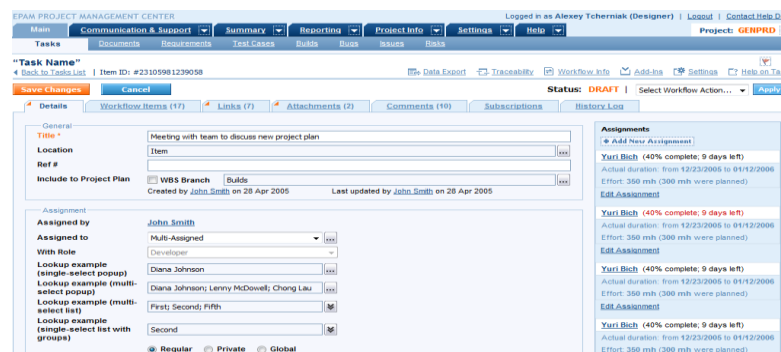 EPAM PROJECT MANAGEMENT CENTER
Logged in as Alexey Tcherniak (Designer) | Logout | Contact Help D
Main Communication & Support Summary Reporting Project Info Settings Help Project: GENPRD
Tasks Documents Requirements Test Cases Builds Bugs Issues Risks
"Task Name"
Back to Tasks List | Item ID: #23105981239058
Data Export Traceability Workflow Info Add-Ins Settings Help on Ta
Save Changes Cancel
Status: DRAFT | Select Workflow Action... Apply
Details Workflow Items (17) Links (7) Attachments (2) Comments (10) Subscriptions History Log
General
Title * Meeting with team to discuss new project plan
Location Item ...
Ref #
Include to Project Plan WBS Branch Builds ...
Created by John Smith on 28 Apr 2005 Last updated by John Smith on 28 Apr 2005
Assignment
Assigned by John Smith
Assigned to Multi-Assigned ...
With Role Developer
Lookup example
(single-select popup) Diana Johnson ...
Lookup example (multi-
select popup) Diana Johnson; Lenny McDowell; Chong Lau ...
Lookup example (multi-
select list) First; Second; Fifth
Lookup example
(single-select list with
groups) Second
Regular Private Global
Assignments
Add New Assignment
Yuri Bich (40% complete; 9 days left)
Actual duration: from 12/23/2005 to 01/12/2006
Effort: 350 mh (300 mh were planned)
Edit Assignment
Yuri Bich (40% complete; 9 days left)
Actual duration: from 12/23/2005 to 01/12/2006
Effort: 350 mh (300 mh were planned)
Edit Assignment
Yuri Bich (40% complete; 9 days left)
Actual duration: from 12/23/2005 to 01/12/2006
Effort: 350 mh (300 mh were planned)
Edit Assignment
Yuri Bich (40% complete; 9 days left)
Actual duration: from 12/23/2005 to 01/12/2006
Effort: 350 mh (300 mh were planned)